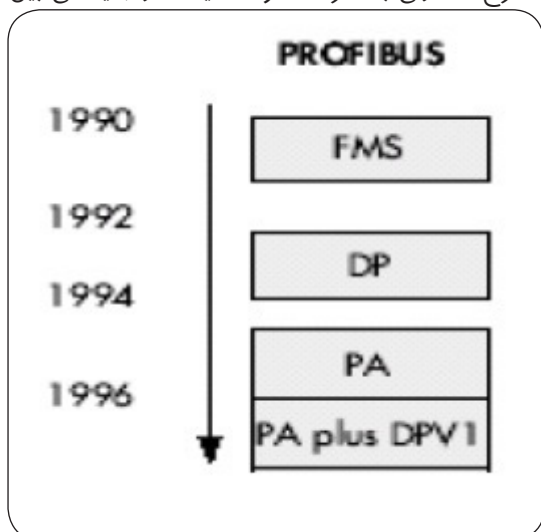 PROFIBUS
1990
FMS
1992
DP
1994
PA
1996
PA plus DPV1